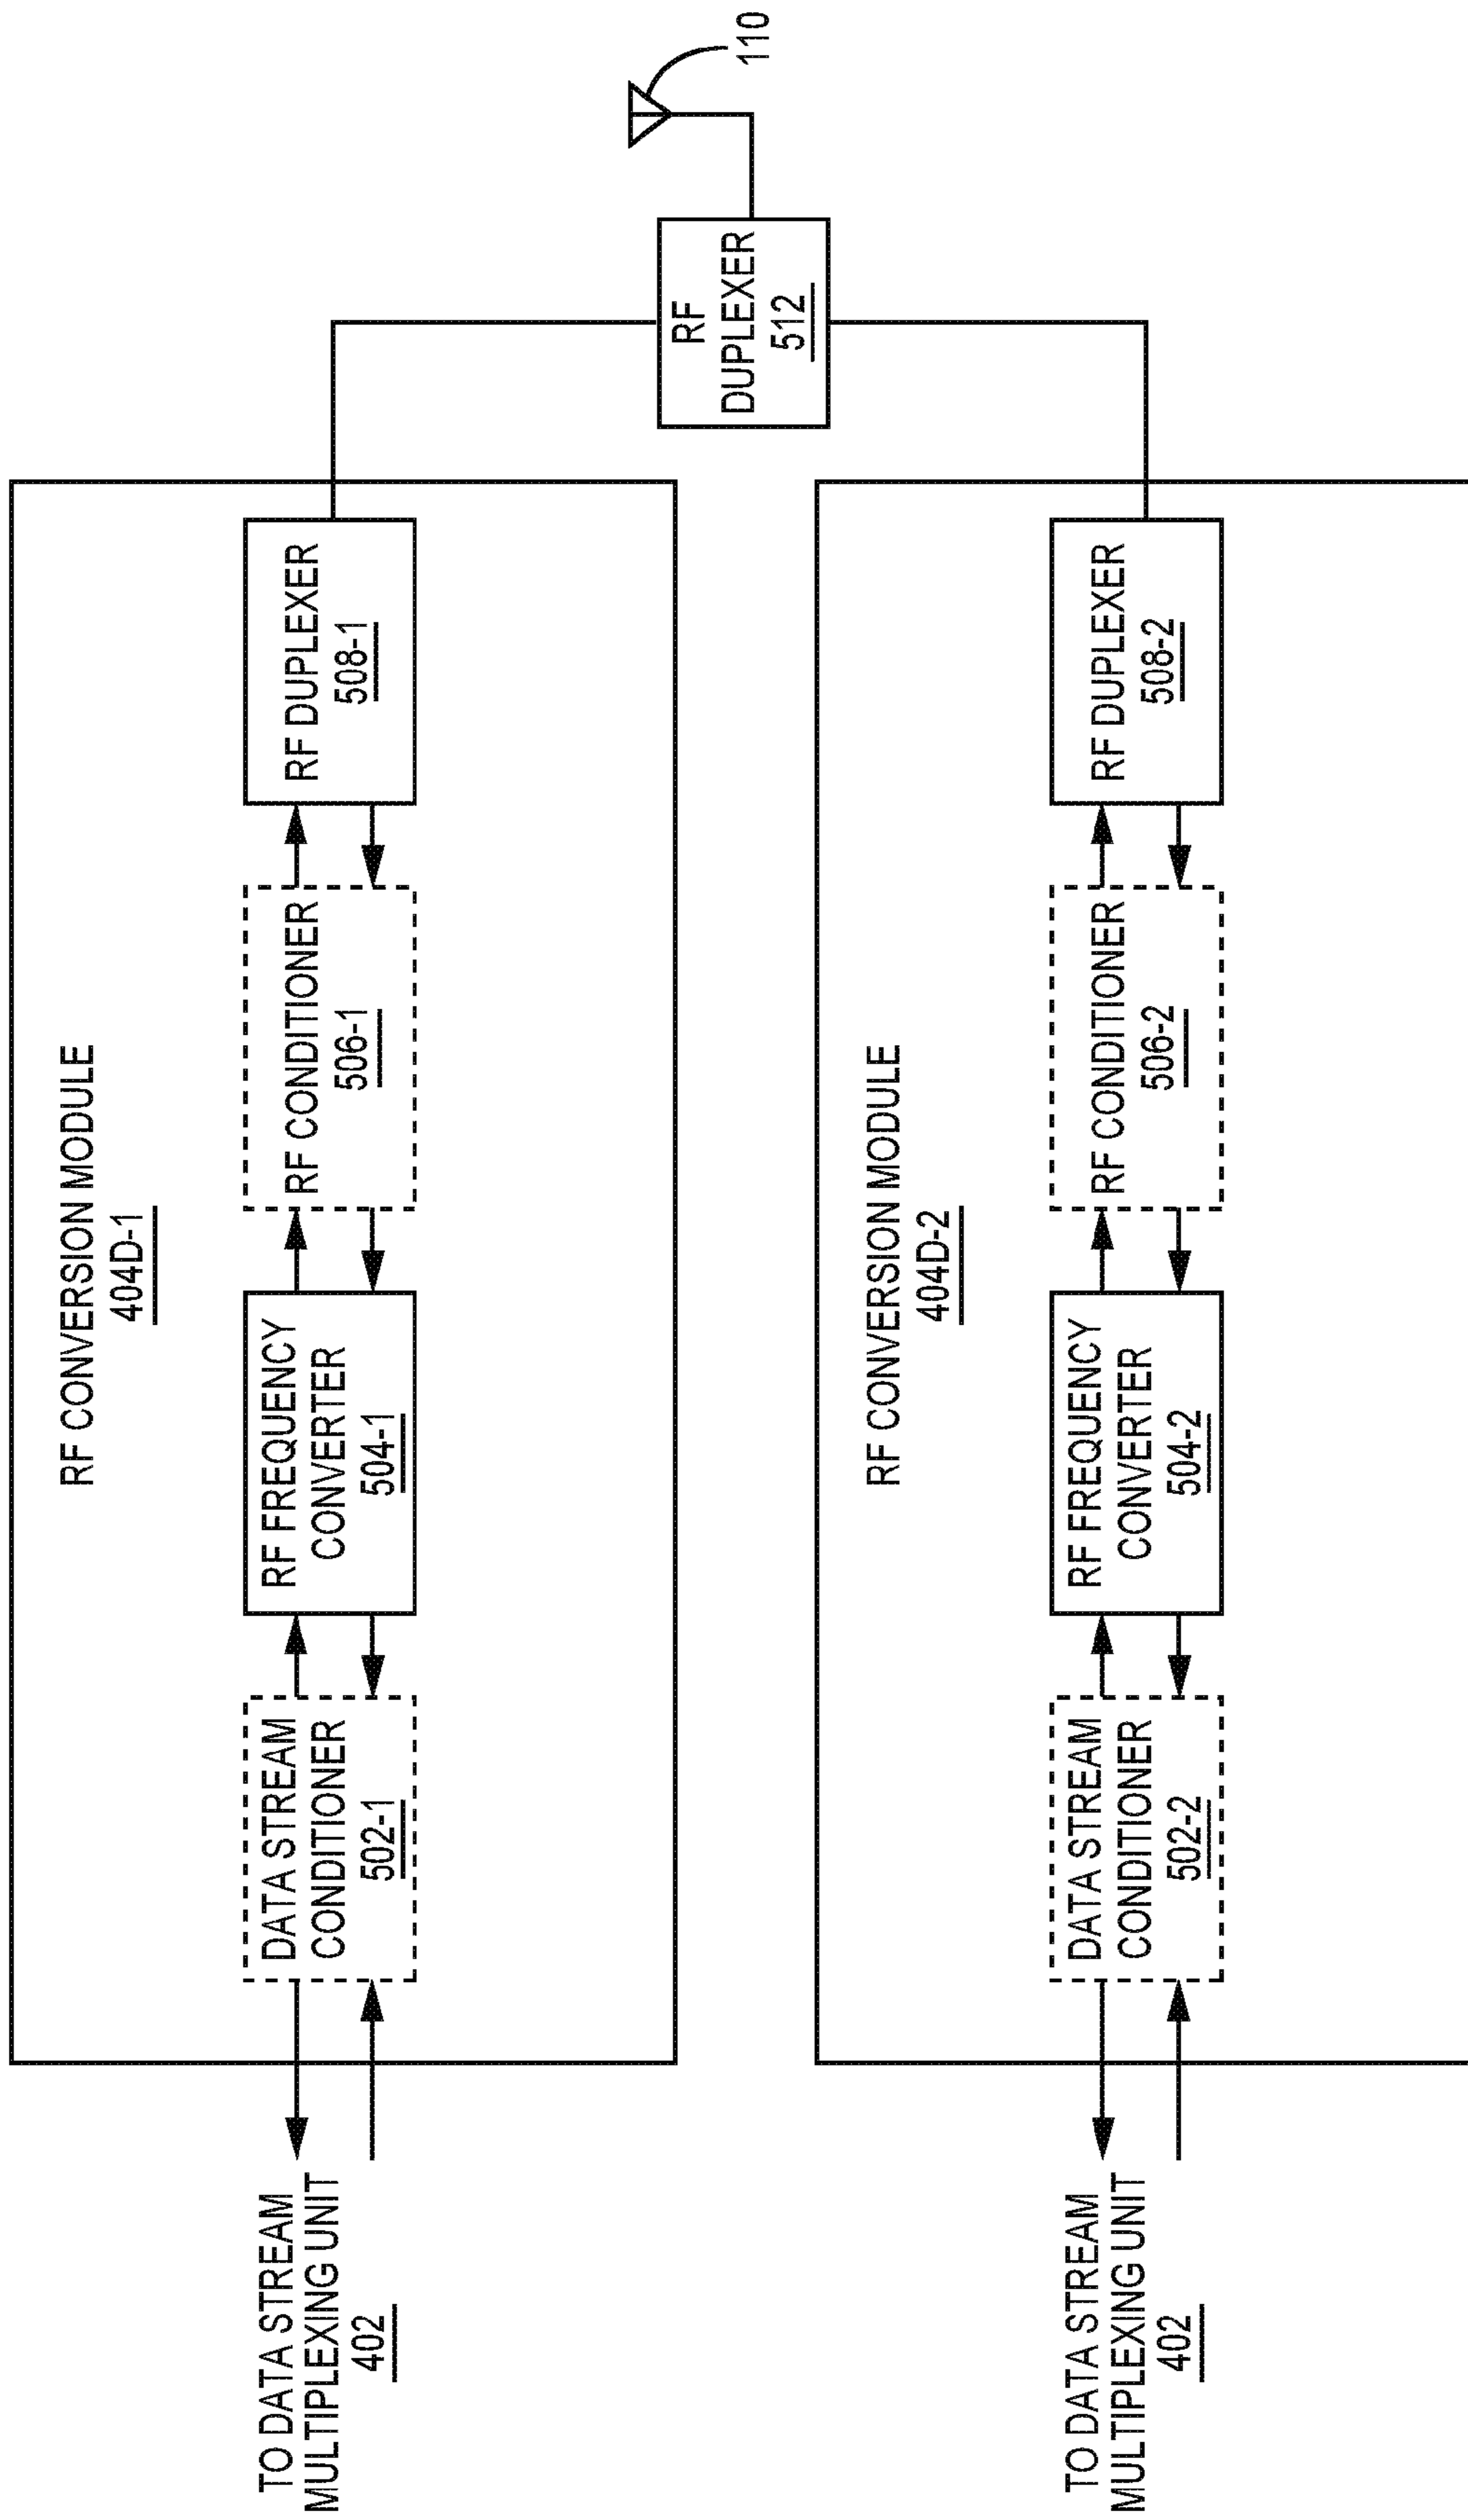 RF CONVERSION MODULE
404D-1
TO DATA STREAM
MULTIPLEXING UNIT
402
DATA STREAM
CONDITIONER
502-1
RF FREQUENCY
CONVERTER
504-1
RF CONDITIONER
506-1
RF DUPLEXER
508-1
RF
DUPLEXER
512
110
RF CONVERSION MODULE
404D-2
TO DATA STREAM
MULTIPLEXING UNIT
402
DATA STREAM
CONDITIONER
502-2
RF FREQUENCY
CONVERTER
504-2
RF CONDITIONER
506-2
RF DUPLEXER
508-2